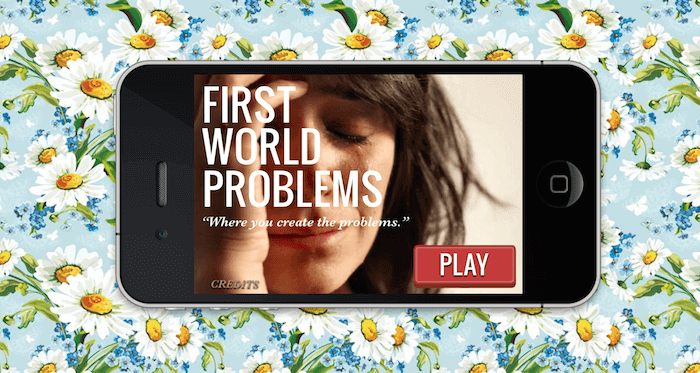 FIRST
WORLD
PROBLEMS
“Where you create the problems.”
PLAY
CREDITS